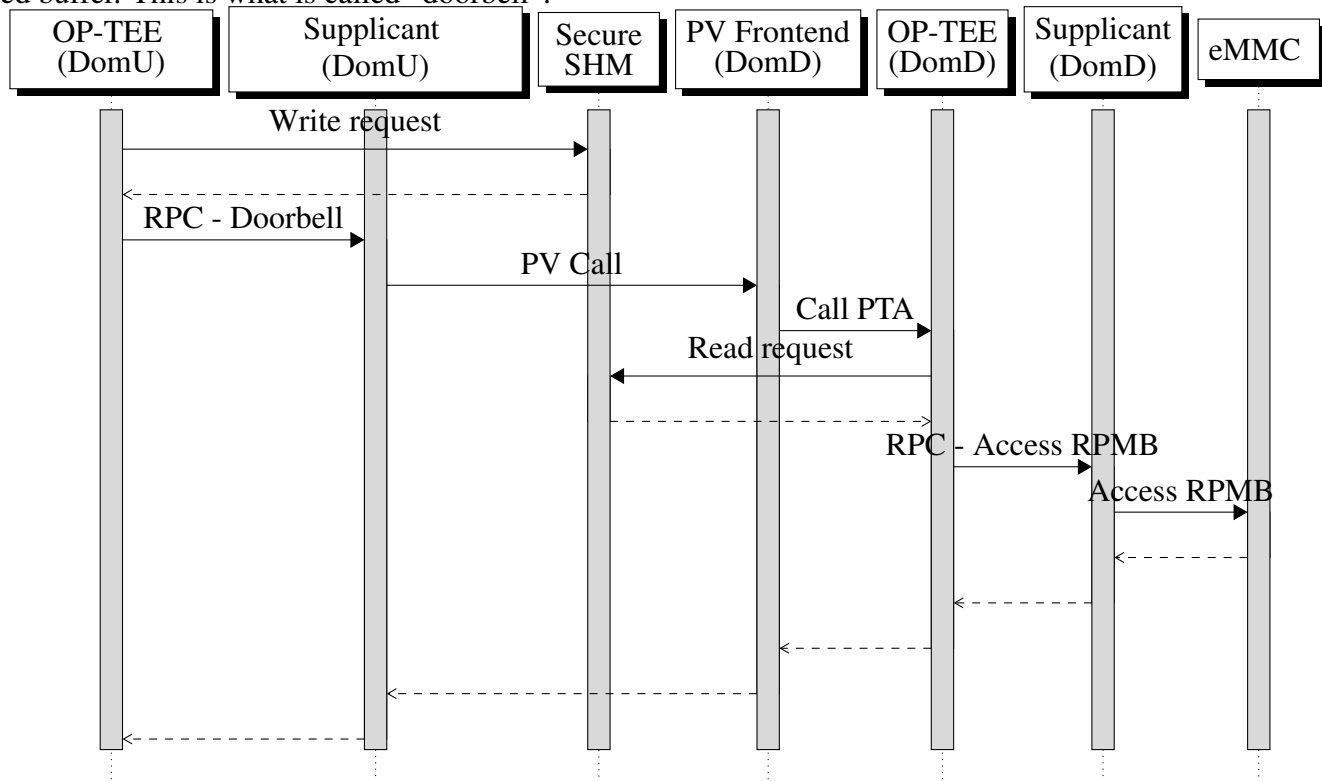 ed buffer. This is what is called "doorbell".
OP-TEE
(DomU)
Supplicant
(DomU)
Secure
SHM
PV Frontend
(DomD)
OP-TEE
(DomD)
Supplicant
(DomD)
eMMC
Write request
RPC - Doorbell
PV Call
Call PTA
Read request
RPC - Access RPMB
Access RPMB